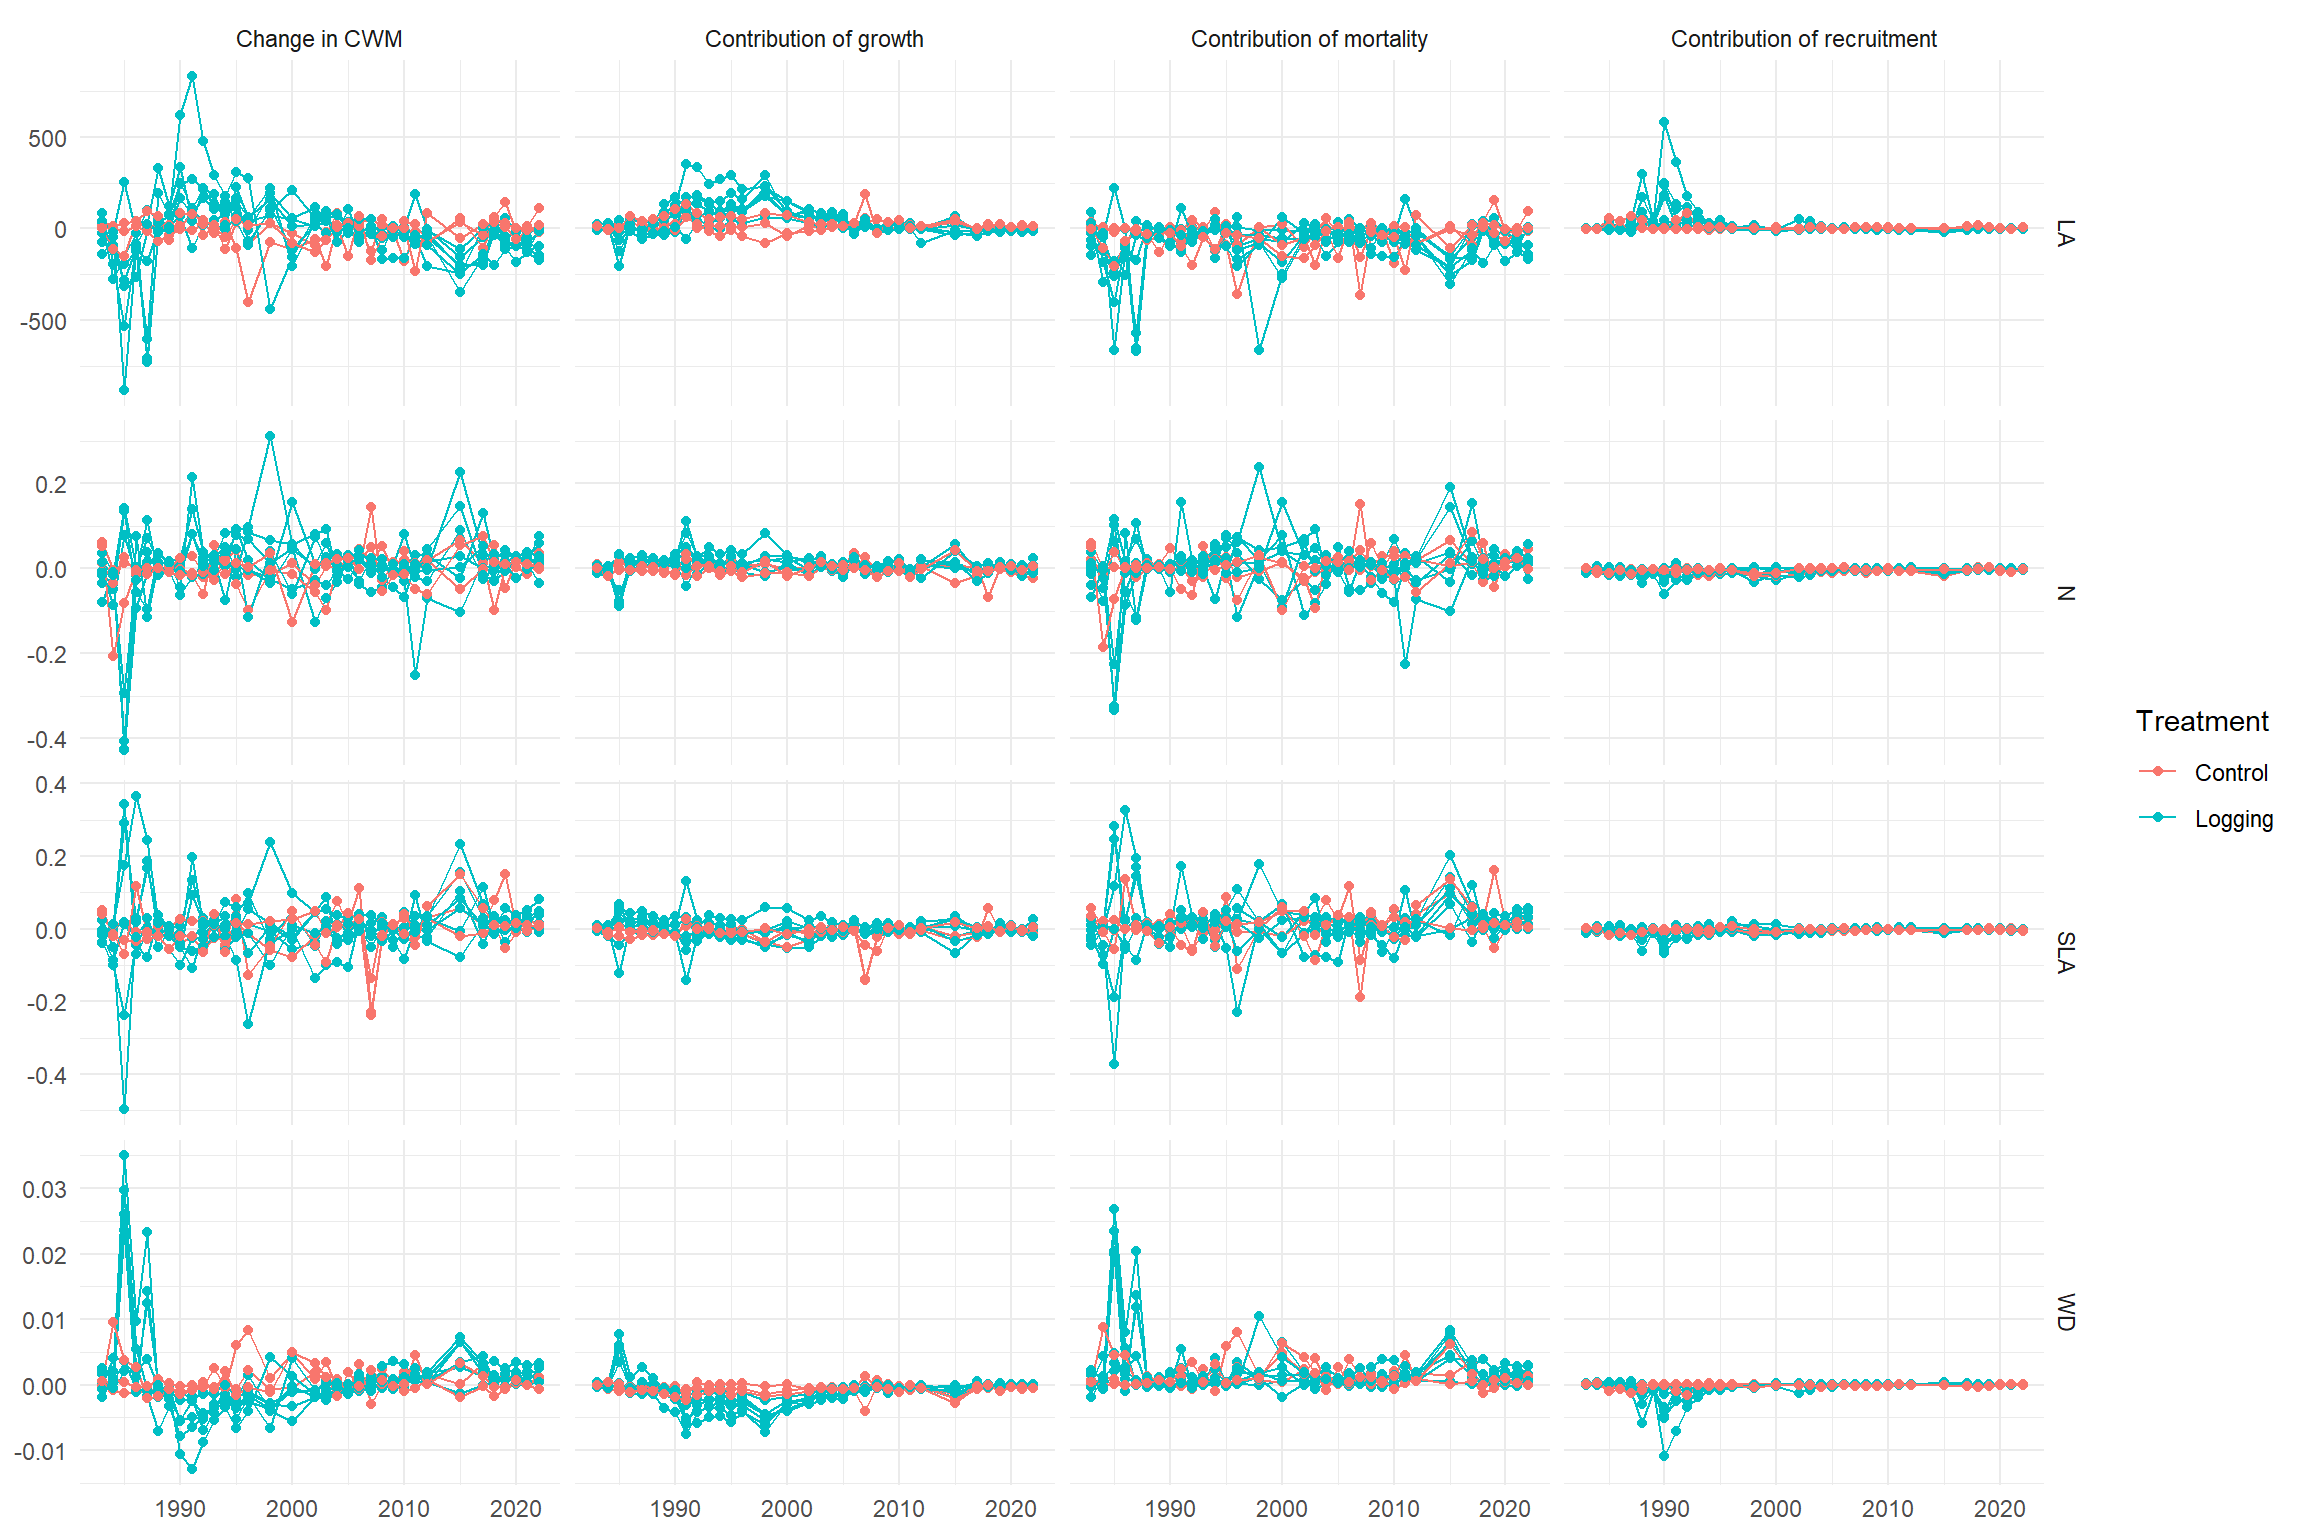 Change in CWM Contribution of growth Contribution of mortality Contribution of recruitment
500
0
-500
LA
0.2
0.0
-0.2
-0.4
N
0.4
0.2
0.0
-0.2
-0.4
SLA
0.03
0.02
0.01
0.00
-0.01
WD
1990 2000 2010 2020 1990 2000 2010 2020 1990 2000 2010 2020 1990 2000 2010 2020
Treatment
Control
Logging